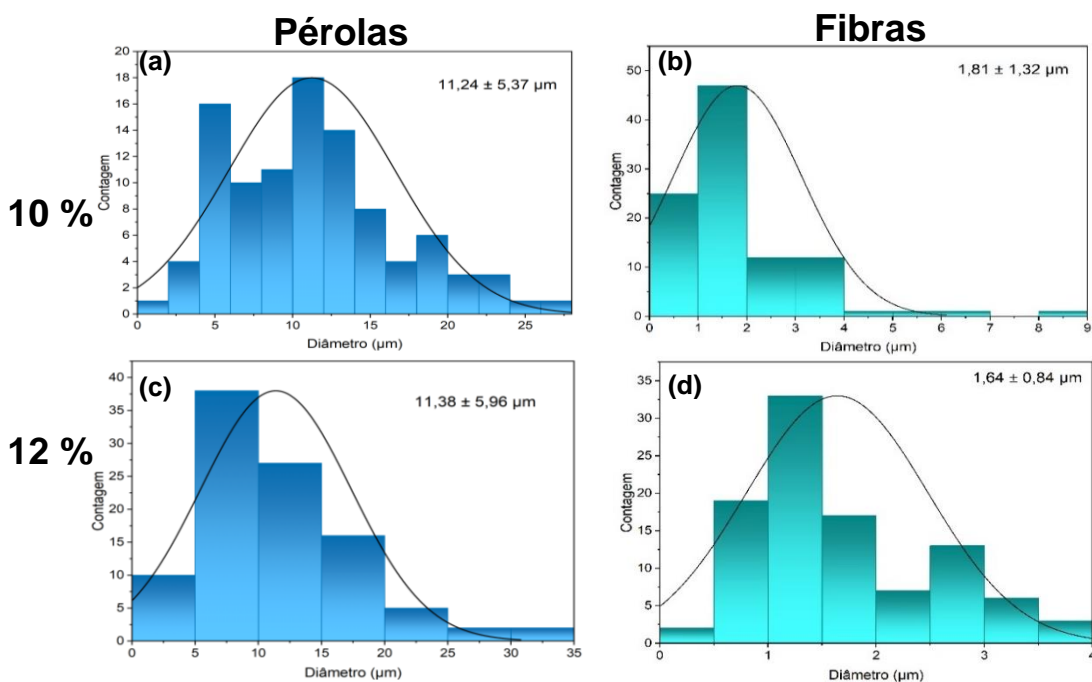 Pérolas
Fibras
10 %
12 %
(a)
11,24 ± 5,37 µm
Contagem
20
18
16
14
12
10
8
6
4
2
0
0 5 10 15 20 25
Diâmetro (µm)
(b)
1,81 ± 1,32 µm
Contagem
50
40
30
20
10
0
0 1 2 3 4 5 6 7 8 9
Diâmetro (µm)
(c)
11,38 ± 5,96 µm
Contagem
40
35
30
25
20
15
10
5
0
0 5 10 15 20 25 30 35
Diâmetro (µm)
(d)
1,64 ± 0,84 µm
Contagem
35
30
25
20
15
10
5
0
0 1 2 3 4
Diâmetro (µm)